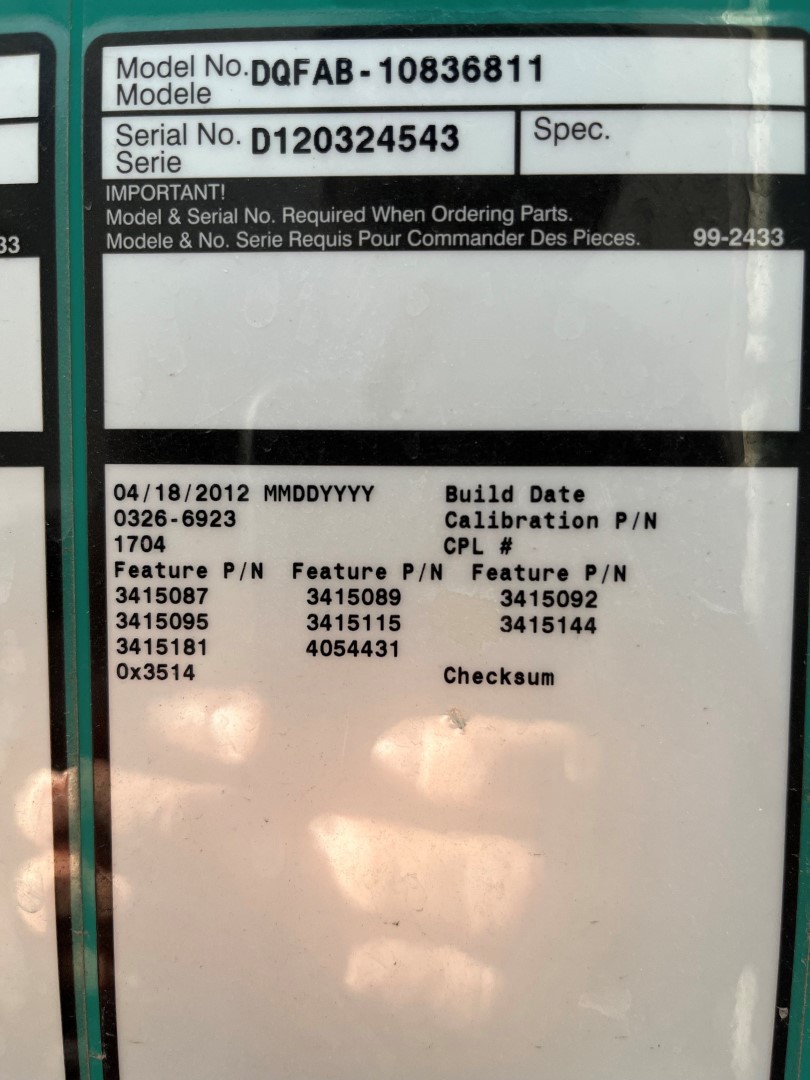 Model No. DQFAB-10836811
Modele
Serial No. D120324543 Spec.
Serie
IMPORTANT!
Model & Serial No. Required When Ordering Parts.
Modele & No. Serie Requis Pour Commander Des Pieces. 99-2433
33
04/18/2012 MMDDYYYY Build Date
0326-6923 Calibration P/N
1704 CPL #
Feature P/N Feature P/N Feature P/N
3415087 3415089 3415092
3415095 3415115 3415144
3415181 4054431
0x3514 Checksum